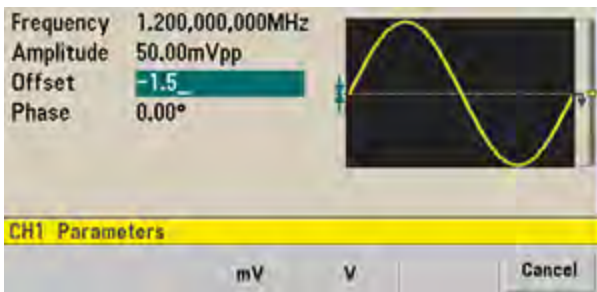 Frequency 1.200,000,000MHz
Amplitude 50.00mVpp
Offset -1.5_
Phase 0.00°
CH1 Parameters
mV V Cancel